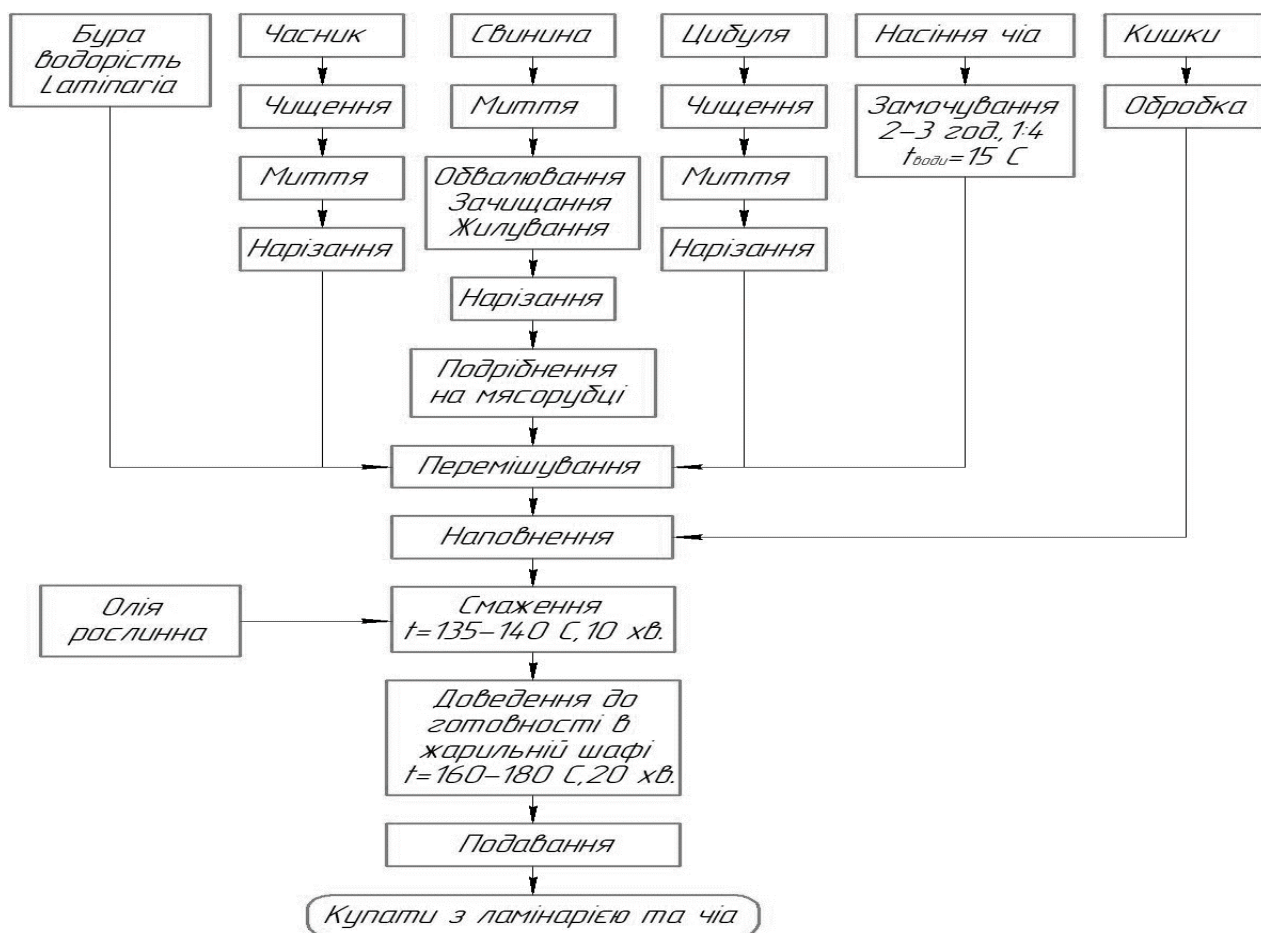 Бура
водорість
Laminaria
Часник
Чищення
Миття
Нарізання
Свинина
Миття
Обвалювання
Зачищання
Жилування
Нарізання
Подрібнення
на мясорубці
Цибуля
Чищення
Миття
Нарізання
Насіння чіа
Замочування
2–3 год., 1:4
tводи=15 С
Кишки
Обробка
Перемішування
Наповнення
Олія
рослинна
Смаження
t=135–140 С, 10 хв.
Доведення до
готовності в
жарильній шафі
t=160–180 С, 20 хв.
Подавання
Купати з ламінарією та чіа